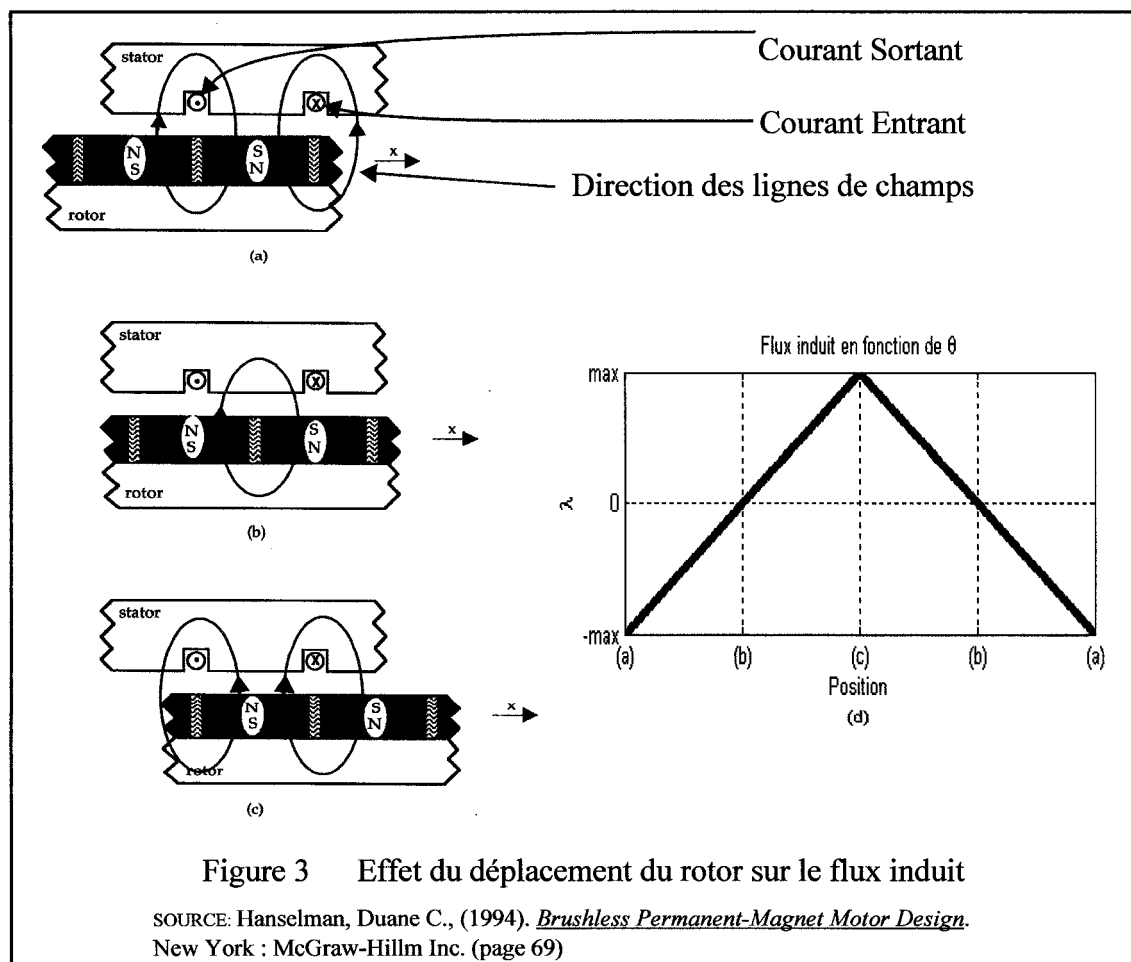 stator
Courant Sortant
Courant Entrant
N
S
S
N
x
Direction des lignes de champs
rotor
(a)
stator
N
S
S
N
x
rotor
(b)
stator
N
S
S
N
x
rotor
(c)
Flux induit en fonction de θ
max
λ
0
-max
(a) (b) (c) (b) (a)
Position
(d)
Figure 3 Effet du déplacement du rotor sur le flux induit
SOURCE: Hanselman, Duane C., (1994). Brushless Permanent-Magnet Motor Design.
New York : McGraw-Hillm Inc. (page 69)